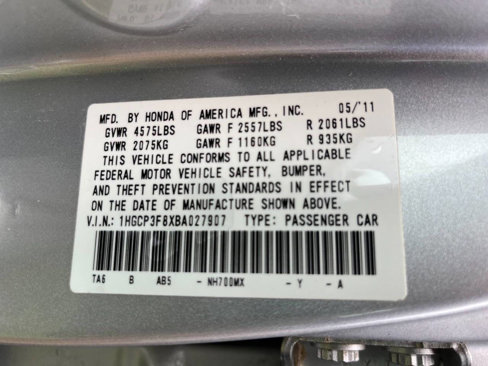 MFD. BY HONDA OF AMERICA MFG., INC. 05/'11
GVWR 4575LBS GAWR F 2557LBS R 2061LBS
GVWR 2075KG GAWR F 1160KG R 935KG
THIS VEHICLE CONFORMS TO ALL APPLICABLE
FEDERAL MOTOR VEHICLE SAFETY, BUMPER,
AND THEFT PREVENTION STANDARDS IN EFFECT
ON THE DATE OF MANUFACTURE SHOWN ABOVE.
V.I.N.: 1HGCP3F8XBA027907 TYPE: PASSENGER CAR
TA6 B AB5 - NH700MX - Y - A